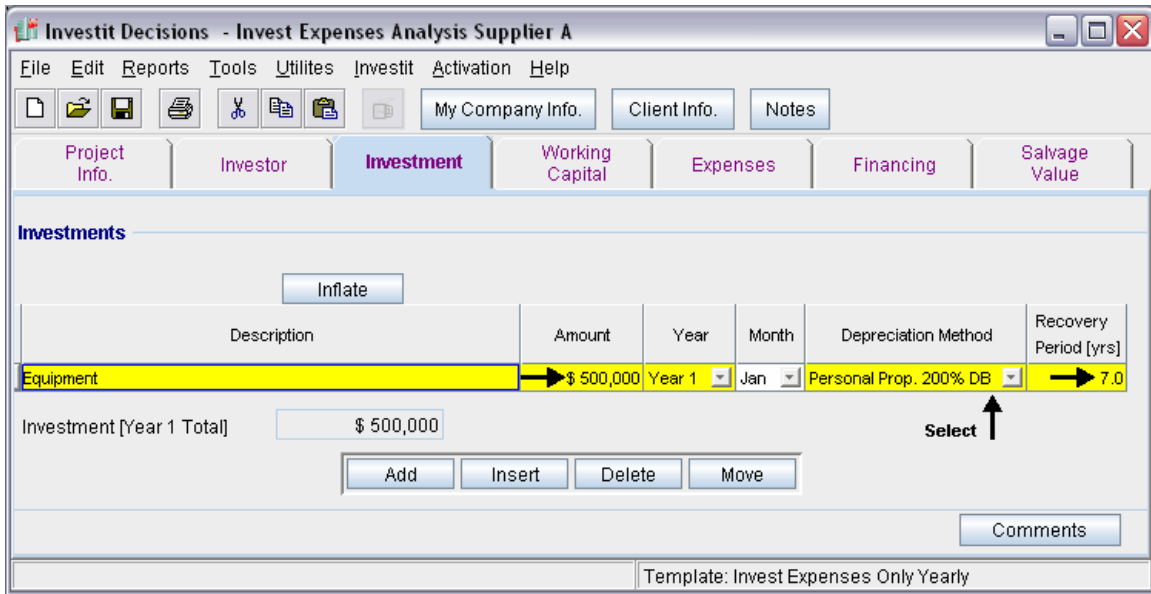 Investit Decisions - Invest Expenses Analysis Supplier A
File Edit Reports Tools Utilites Investit Activation Help
My Company Info. Client Info. Notes
Project Info. Investor Investment Working Capital Expenses Financing Salvage Value
Investments
Inflate
Description Amount Year Month Depreciation Method Recovery Period [yrs]
Equipment $ 500,000 Year 1 Jan Personal Prop. 200% DB 7.0
Investment [Year 1 Total] $ 500,000 Select
Add Insert Delete Move
Comments
Template: Invest Expenses Only Yearly